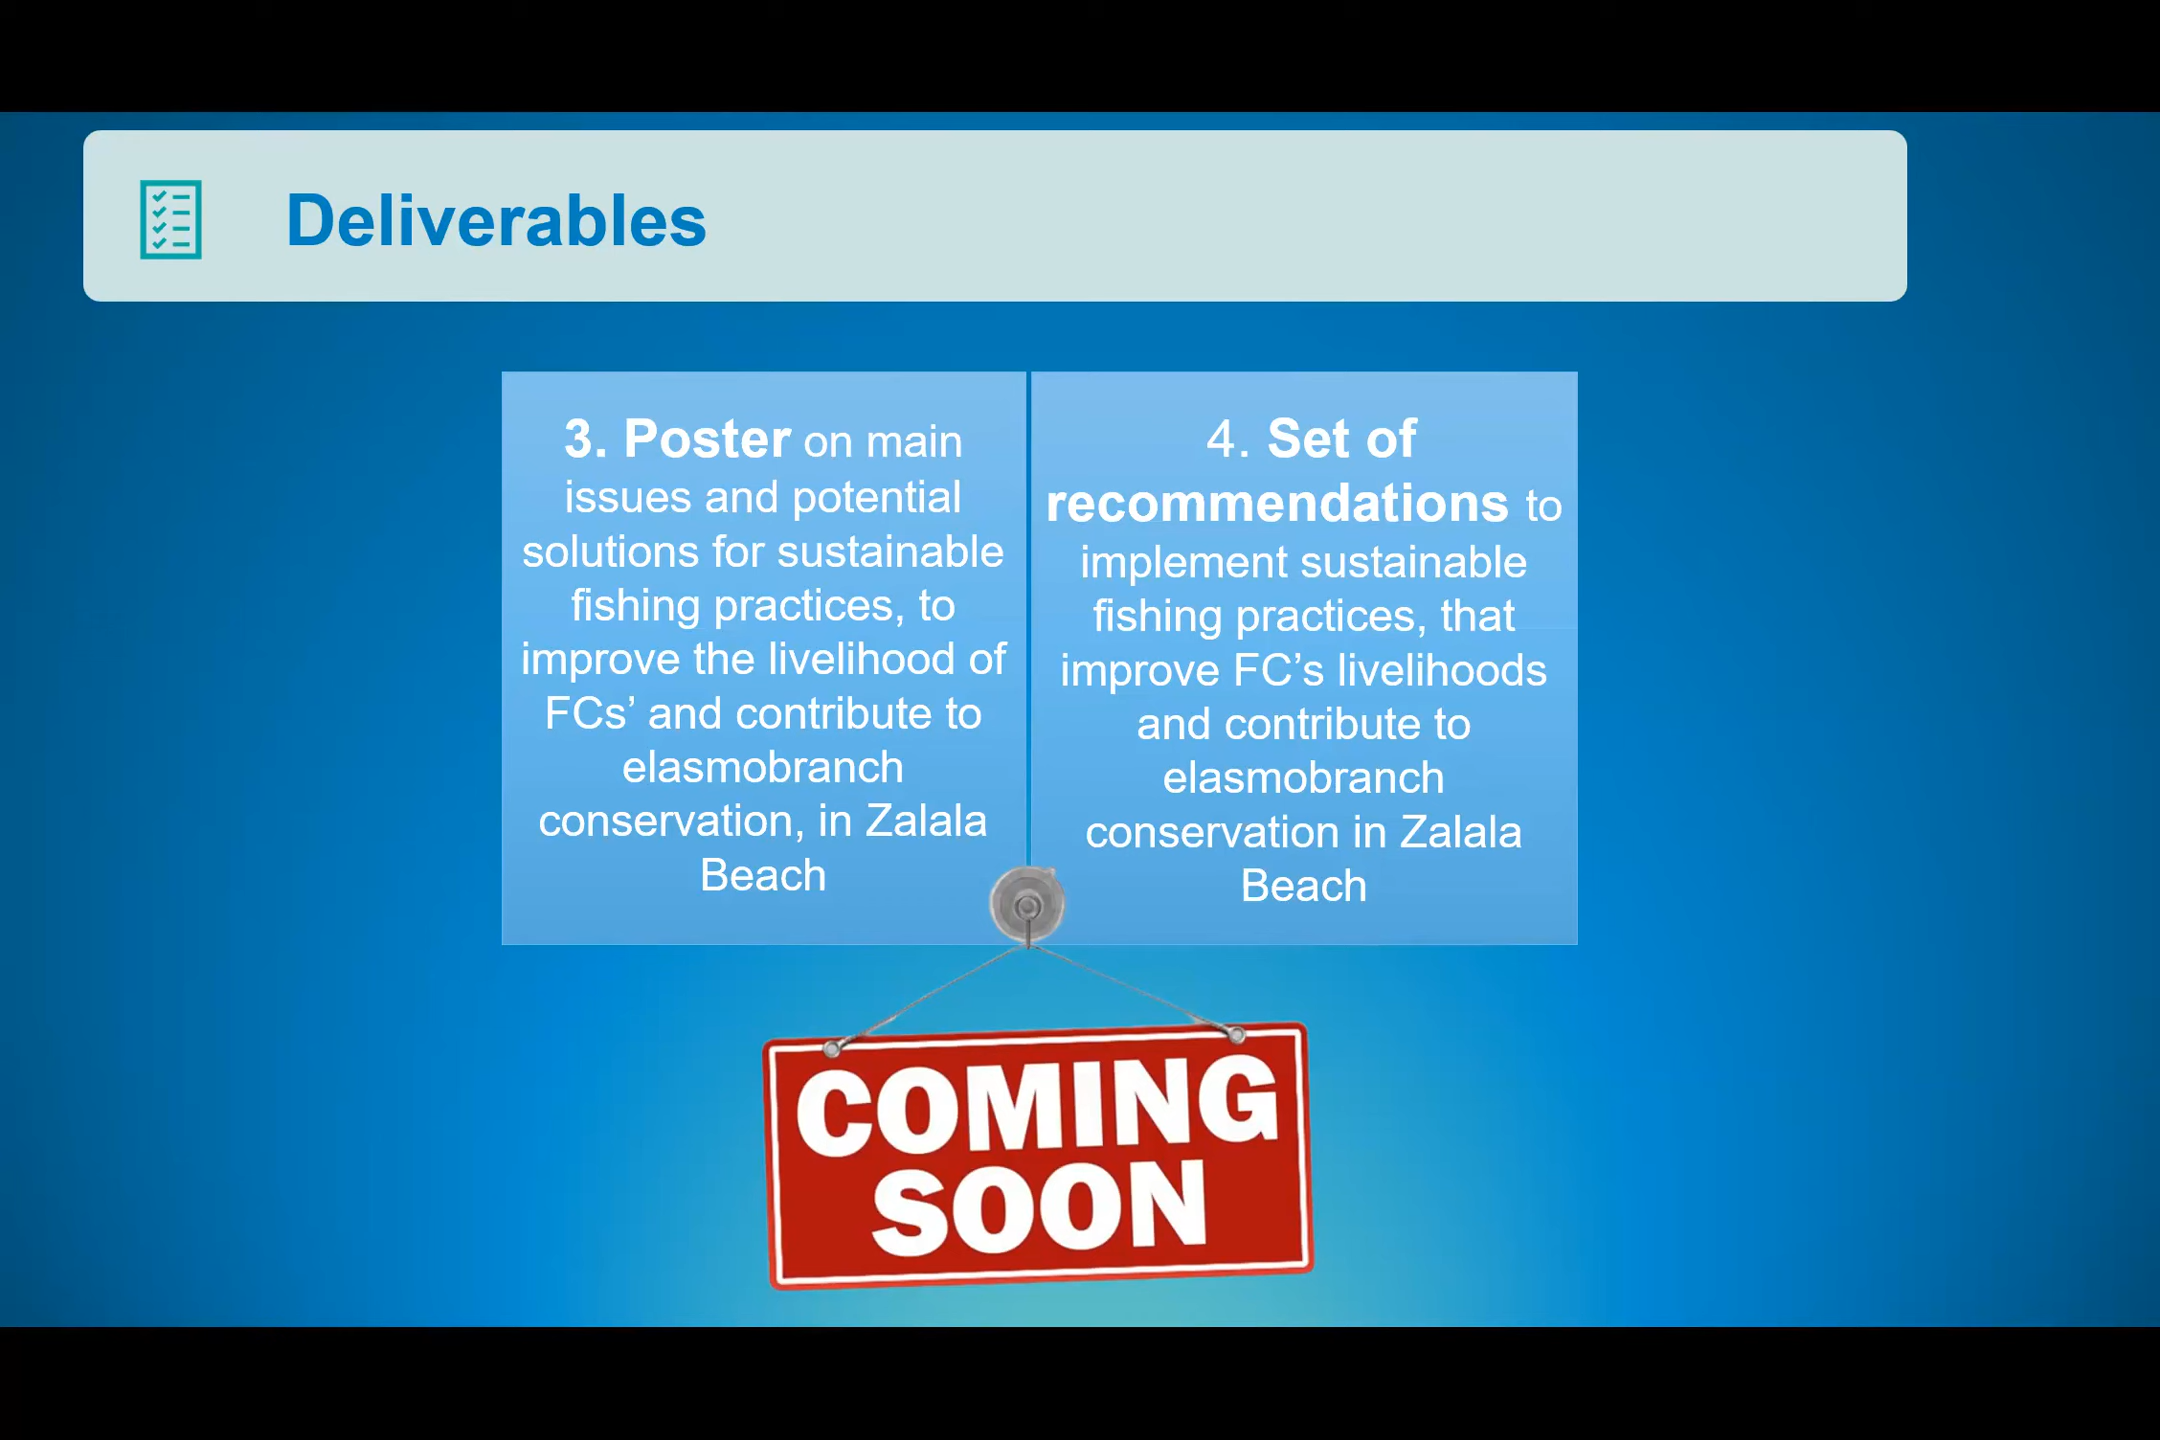 Deliverables
3. Poster on main
issues and potential
solutions for sustainable
fishing practices, to
improve the livelihood of
FCs’ and contribute to
elasmobranch
conservation, in Zalala
Beach
4. Set of
recommendations to
implement sustainable
fishing practices, that
improve FC’s livelihoods
and contribute to
elasmobranch
conservation in Zalala
Beach
COMING
SOON